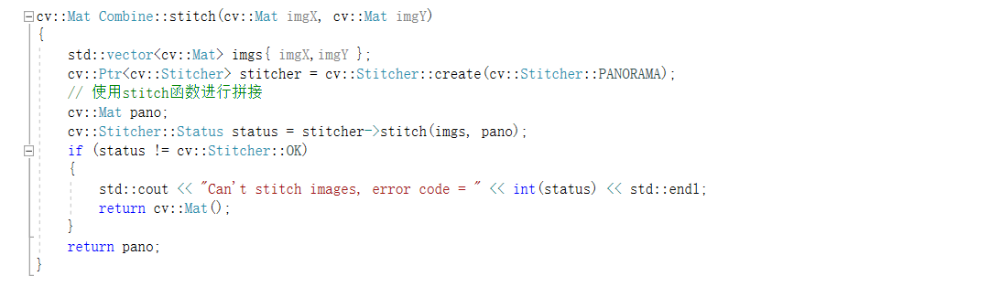 cv::Mat Combine::stitch(cv::Mat imgX, cv::Mat imgY)
{
    std::vector<cv::Mat> imgs{ imgX,imgY };
    cv::Ptr<cv::Stitcher> stitcher = cv::Stitcher::create(cv::Stitcher::PANORAMA);
    // 使用stitch函数进行拼接
    cv::Mat pano;
    cv::Stitcher::Status status = stitcher->stitch(imgs, pano);
    if (status != cv::Stitcher::OK)
    {
        std::cout << "Can't stitch images, error code = " << int(status) << std::endl;
        return cv::Mat();
    }
    return pano;
}